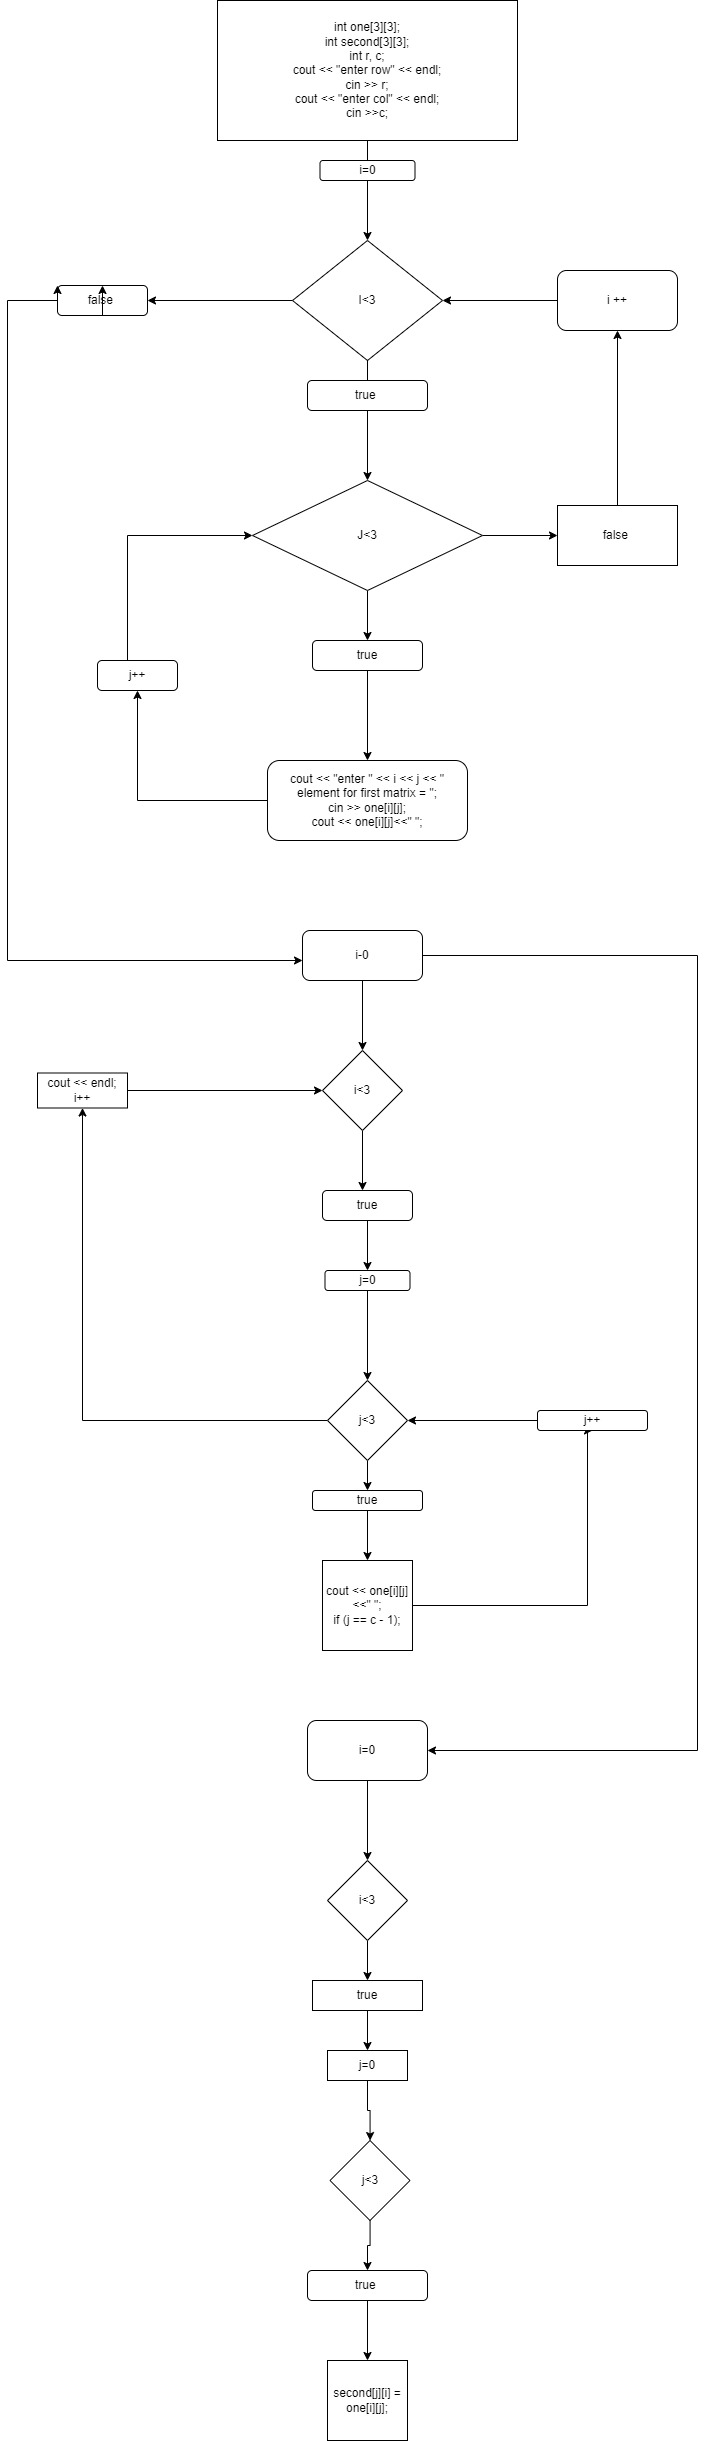 int one[3][3];
int second[3][3];
int r, c;
cout << "enter row" << endl;
cin >> r;
cout << "enter col" << endl;
cin >>c;
i=0
I<3
false
i ++
true
J<3
false
true
j++
cout << "enter " << i << j << "
element for first matrix = ";
cin >> one[i][j];
cout << one[i][j]<<" ";
i-0
i<3
cout << endl;
i++
true
j=0
j<3
j++
true
cout << one[i][j]
<<" ";
if (j == c - 1);
i=0
i<3
true
j=0
j<3
true
second[j][i] =
one[i][j];